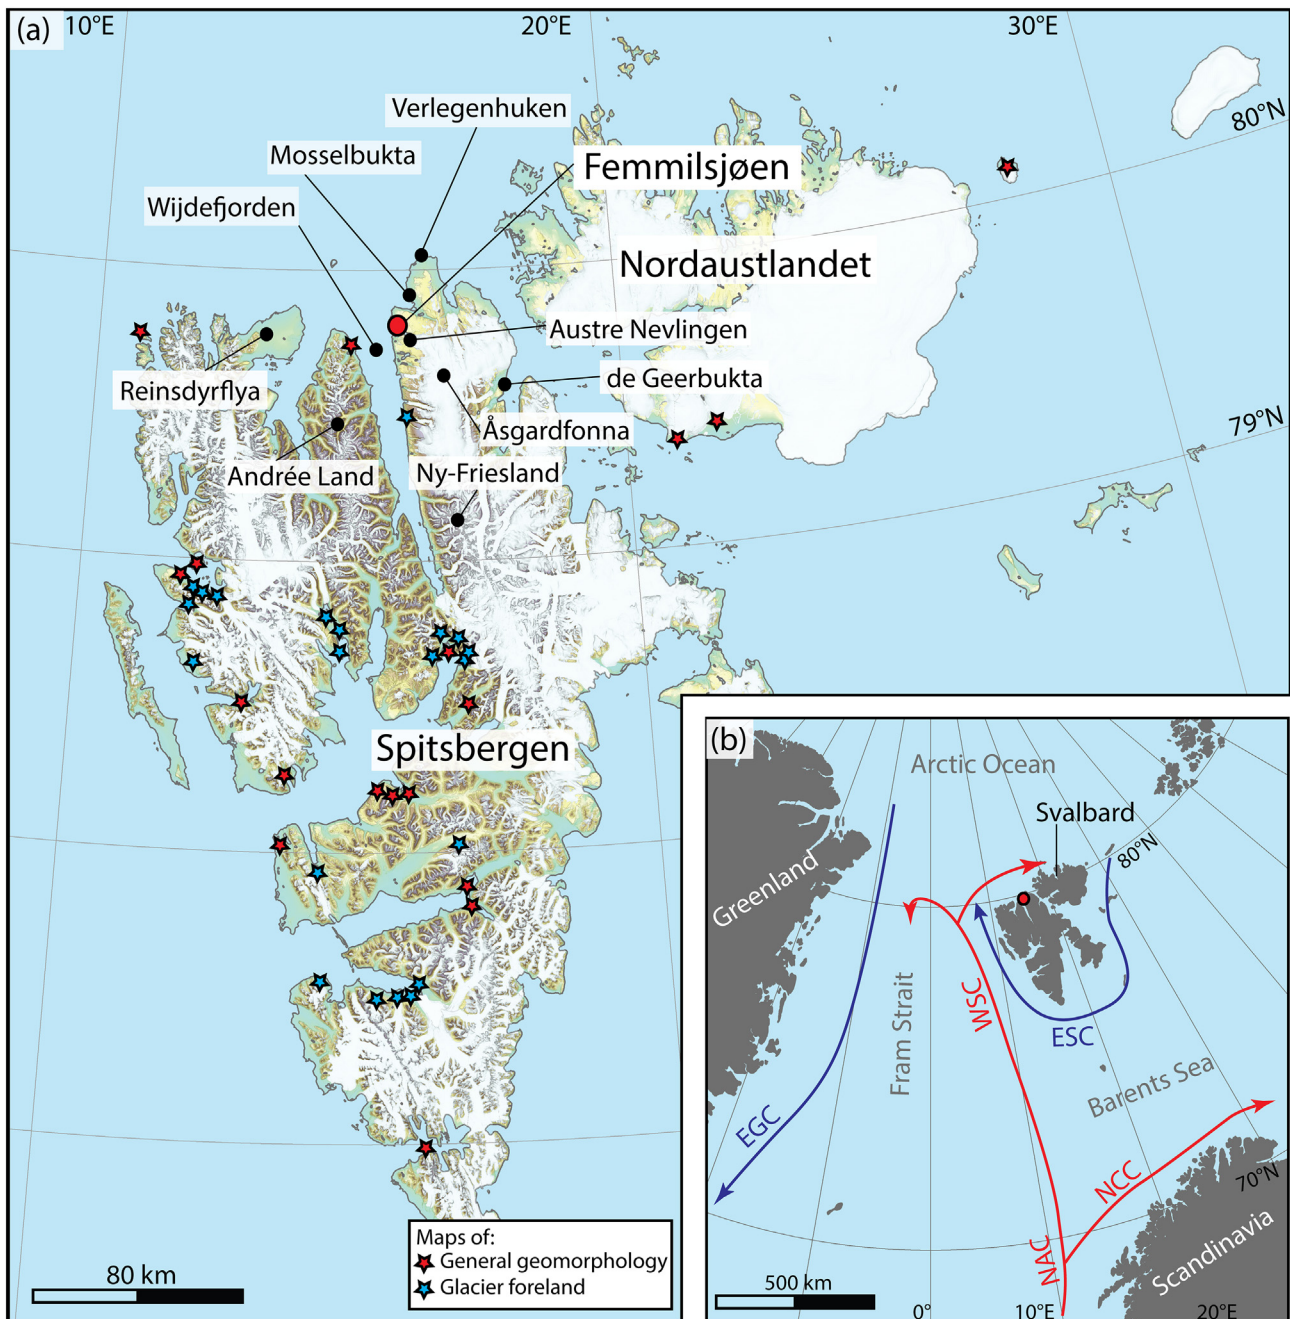 (a)
10°E
20°E
30°E
80°N
79°N
Verlegenhuken
Mosselbukta
Femmilsjøen
Wijdefjorden
Nordaustlandet
Austre Nevlingen
de Geerbukta
Reinsdyrflya
Åsgardfonna
Andrée Land
Ny-Friesland
Spitsbergen
Maps of:
General geomorphology
Glacier foreland
80 km
(b)
Arctic Ocean
Svalbard
80°N
Greenland
Fram Strait
WSC
ESC
Barents Sea
EGC
NCC
70°N
NAC
Scandinavia
500 km
0°
10°E
20°E